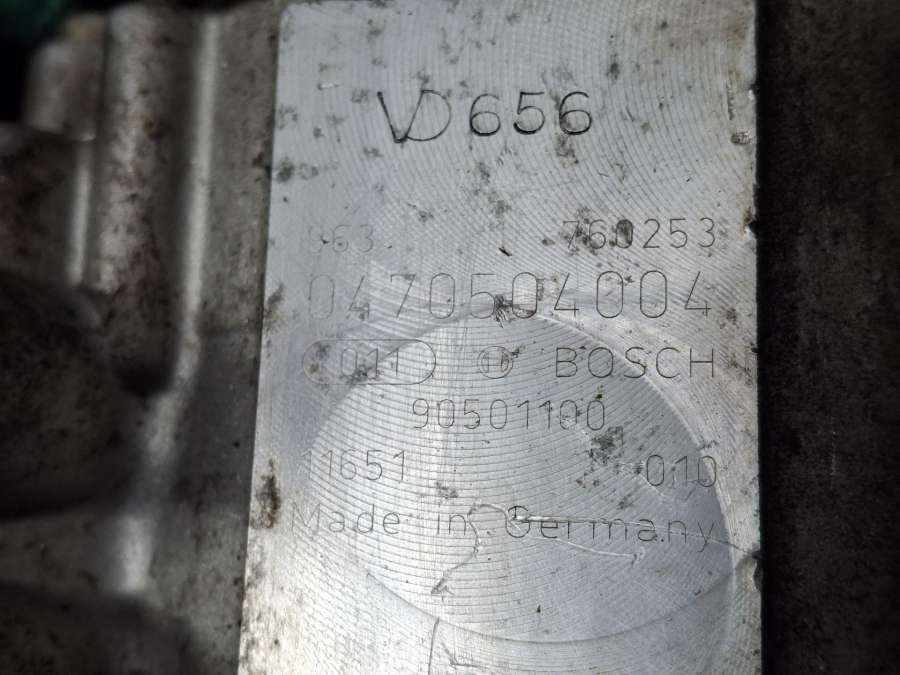 VD656
963 760253
0470504004
011 BOSCH
90501100
11651 010
Made in Germany